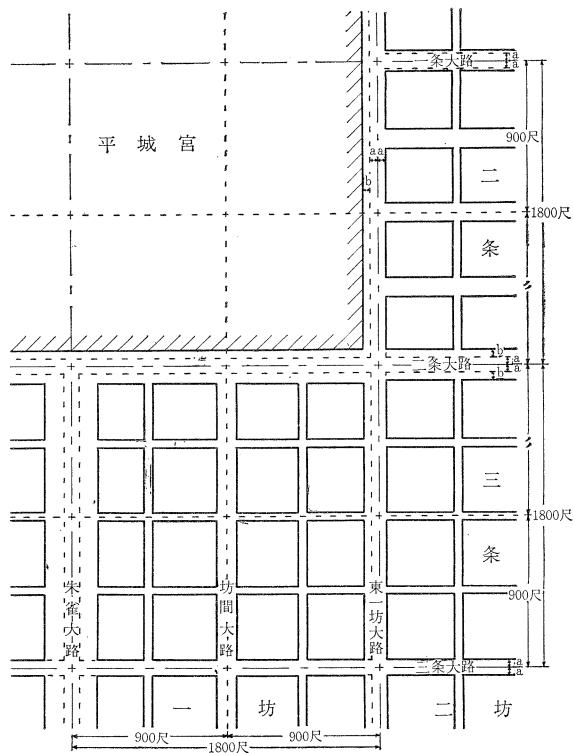 一条大路
a
a
900尺
平城宮
a a
b
二
1800尺
条
b
二条大路
a
a
b
三
1800尺
条
朱雀大路
坊間大路
東一坊大路
900尺
三条大路
a
a
一坊
二坊
900尺
900尺
1800尺